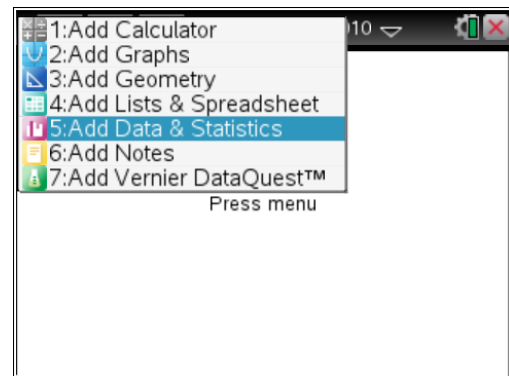 1:Add Calculator
10
2:Add Graphs
3:Add Geometry
4:Add Lists & Spreadsheet
5:Add Data & Statistics
6:Add Notes
7:Add Vernier DataQuest™
Press menu